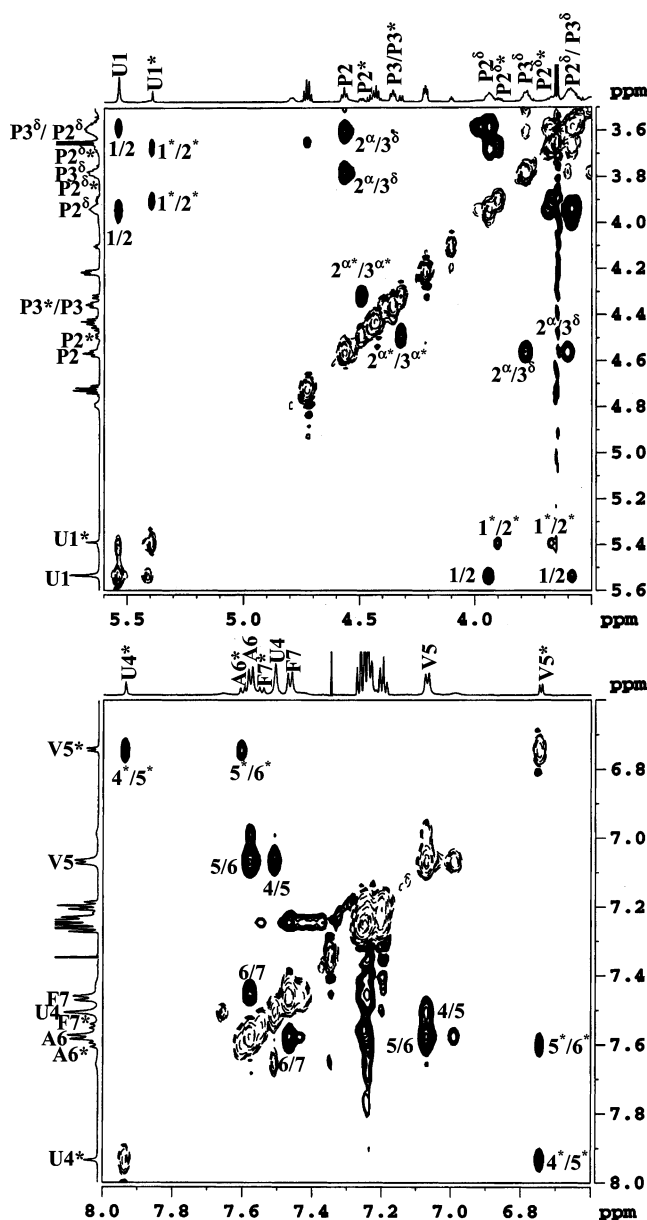 U1 U1* P2 P2* P3/P3* P2δ P2δ* P3δ P2δ* P2δ/ P3δ
ppm
P3δ/ P2δ
P2δ*
P3δ
P2δ*
P2δ
P3*/P3
P2*
P2
U1*
U1
1/2 1*/2* 2α/3δ
2α/3δ
1/2 1*/2*
2α*/3α*
2α*/3α* 2α/3δ 2α/3δ
1*/2* 1*/2*
1/2 1/2
3.6
3.8
4.0
4.2
4.4
4.6
4.8
5.0
5.2
5.4
5.6
5.5 5.0 4.5 4.0 ppm
U4* A6* A6 F7* U4 F7 V5 V5*
ppm
V5*
V5
F7
U4
F7*
A6
A6*
U4*
4*/5* 5*/6*
5/6 4/5
6/7 4/5
6/7 5/6 5*/6*
4*/5*
6.8
7.0
7.2
7.4
7.6
7.8
8.0
8.0 7.8 7.6 7.4 7.2 7.0 6.8 ppm